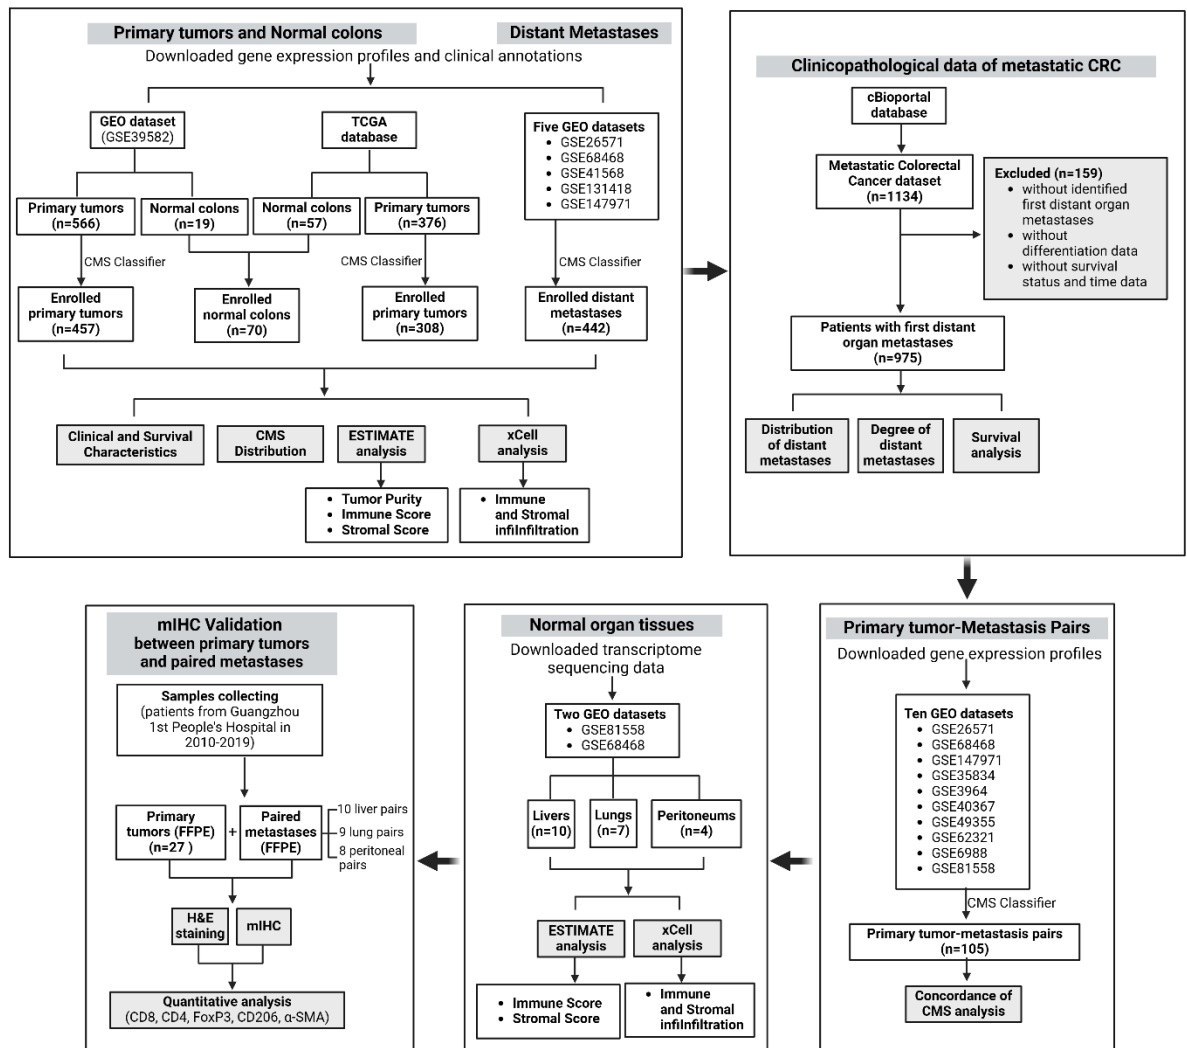 Primary tumors and Normal colons
Distant Metastases
Downloaded gene expression profiles and clinical annotations
GEO dataset
(GSE39582)
TCGA
database
Five GEO datasets
• GSE26571
• GSE68468
• GSE41568
• GSE131418
• GSE147971
Primary tumors
(n=566)
Normal colons
(n=19)
Normal colons
(n=57)
Primary tumors
(n=376)
CMS Classifier
CMS Classifier
CMS Classifier
Enrolled
primary tumors
(n=457)
Enrolled
normal colons
(n=70)
Enrolled
primary tumors
(n=308)
Enrolled distant
metastases
(n=442)
Clinical and Survival
Characteristics
CMS
Distribution
ESTIMATE
analysis
xCell
analysis
• Tumor Purity
• Immune Score
• Stromal Score
• Immune
and Stromal
infiInfiltration
Clinicopathological data of metastatic CRC
cBioportal
database
Metastatic Colorectal
Cancer dataset
(n=1134)
Excluded (n=159)
• without identified
first distant organ
metastases
• without
differentiation data
• without survival
status and time data
Patients with first distant
organ metastases
(n=975)
Distribution
of distant
metastases
Degree of
distant
metastases
Survival
analysis
mIHC Validation
between primary tumors
and paired metastases
Samples collecting
(patients from Guangzhou
1st People's Hospital in
2010-2019)
Primary
tumors (FFPE)
(n=27 )
+
Paired
metastases
(FFPE)
10 liver pairs
9 lung pairs
8 peritoneal
pairs
H&E
staining
mIHC
Quantitative analysis
(CD8, CD4, FoxP3, CD206, α-SMA)
Normal organ tissues
Downloaded transcriptome
sequencing data
Two GEO datasets
• GSE81558
• GSE68468
Livers
(n=10)
Lungs
(n=7)
Peritoneums
(n=4)
ESTIMATE
analysis
xCell
analysis
• Immune Score
• Stromal Score
• Immune
and Stromal
infiInfiltration
Primary tumor-Metastasis Pairs
Downloaded gene expression profiles
Ten GEO datasets
• GSE26571
• GSE68468
• GSE147971
• GSE35834
• GSE3964
• GSE40367
• GSE49355
• GSE62321
• GSE6988
• GSE81558
CMS Classifier
Primary tumor-metastasis pairs
(n=105)
Concordance of
CMS analysis